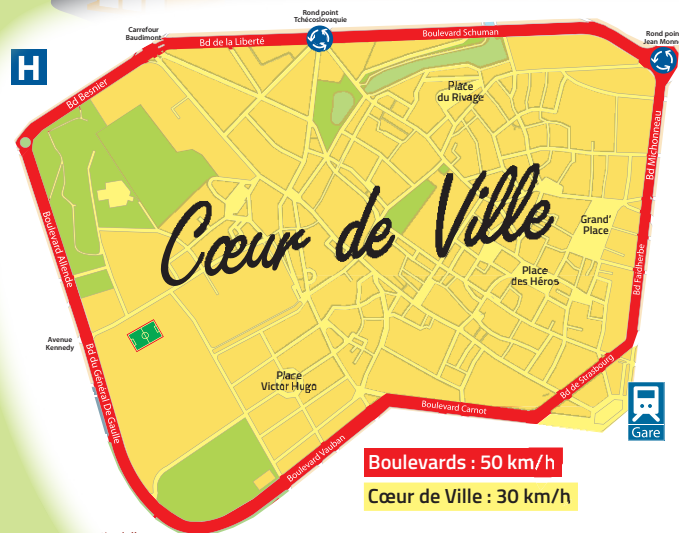 Rond point
Tchécoslovaquie
Carrefour
Baudimont
Bd de la Liberté
Boulevard Schuman
Rond poin
Jean Monne
H
Bd Besnier
Place
du Rivage
Bd Michonneau
Cœur de Ville
Grand'
Place
Boulevard Allende
Place
des Héros
Bd Faidherbe
Avenue
Kennedy
Bd du Général De Gaulle
Place
Victor Hugo
Bd de Strasbourg
Boulevard Carnot
Gare
Boulevard Vauban
Boulevards : 50 km/h
Cœur de Ville : 30 km/h